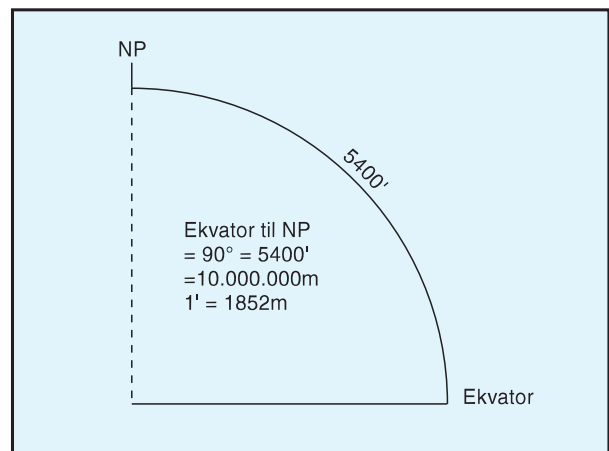 NP
5400'
Ekvator til NP
= 90° = 5400'
=10.000.000m
1' = 1852m
Ekvator